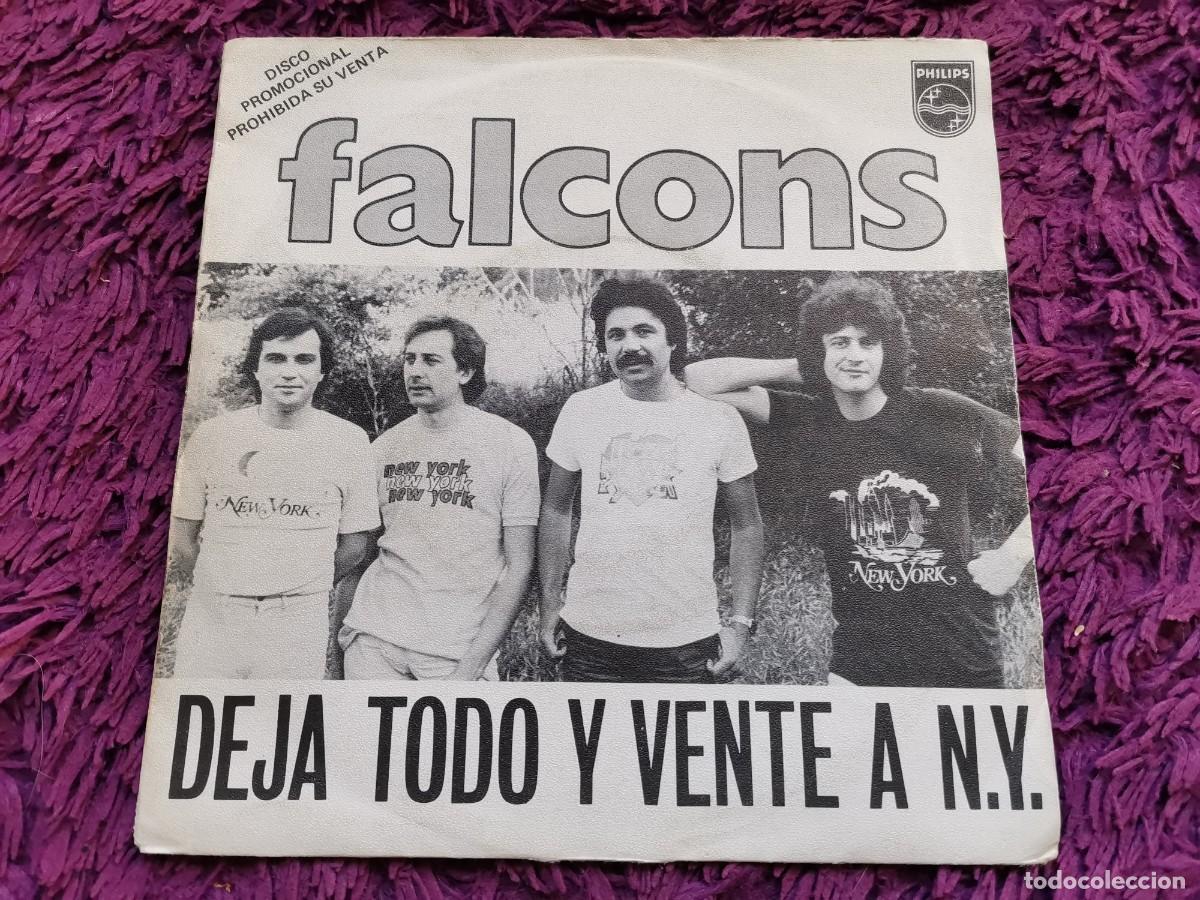 DISCO
PROMOCIONAL
PROHIBIDA SU VENTA
PHILIPS
falcons
NEW YORK
new york
new york
new york
NEW YORK
DEJA TODO Y VENTE A N.Y.
todocoleccion